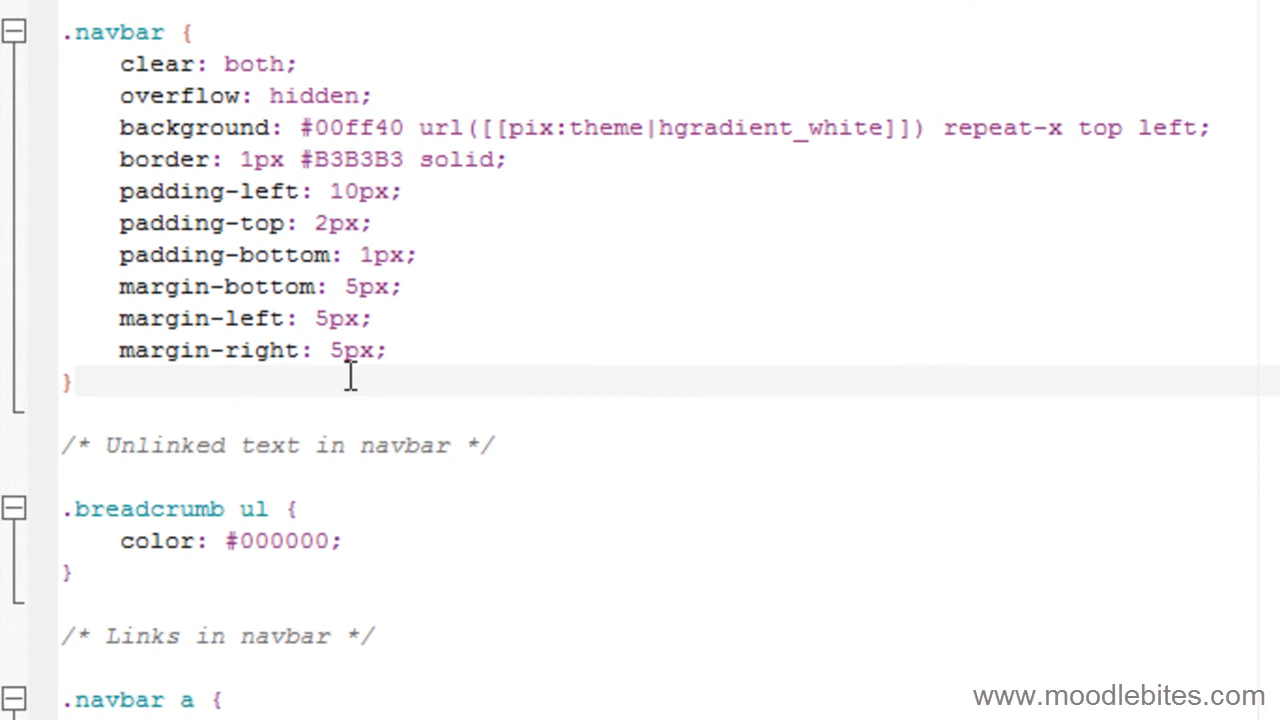 .navbar {
clear: both;
overflow: hidden;
background: #00ff40 url([[pix:theme|hgradient_white]]) repeat-x top left;
border: 1px #B3B3B3 solid;
padding-left: 10px;
padding-top: 2px;
padding-bottom: 1px;
margin-bottom: 5px;
margin-left: 5px;
margin-right: 5px;
}
/* Unlinked text in navbar */
.breadcrumb ul {
color: #000000;
}
/* Links in navbar */
.navbar a {
www.moodlebites.com